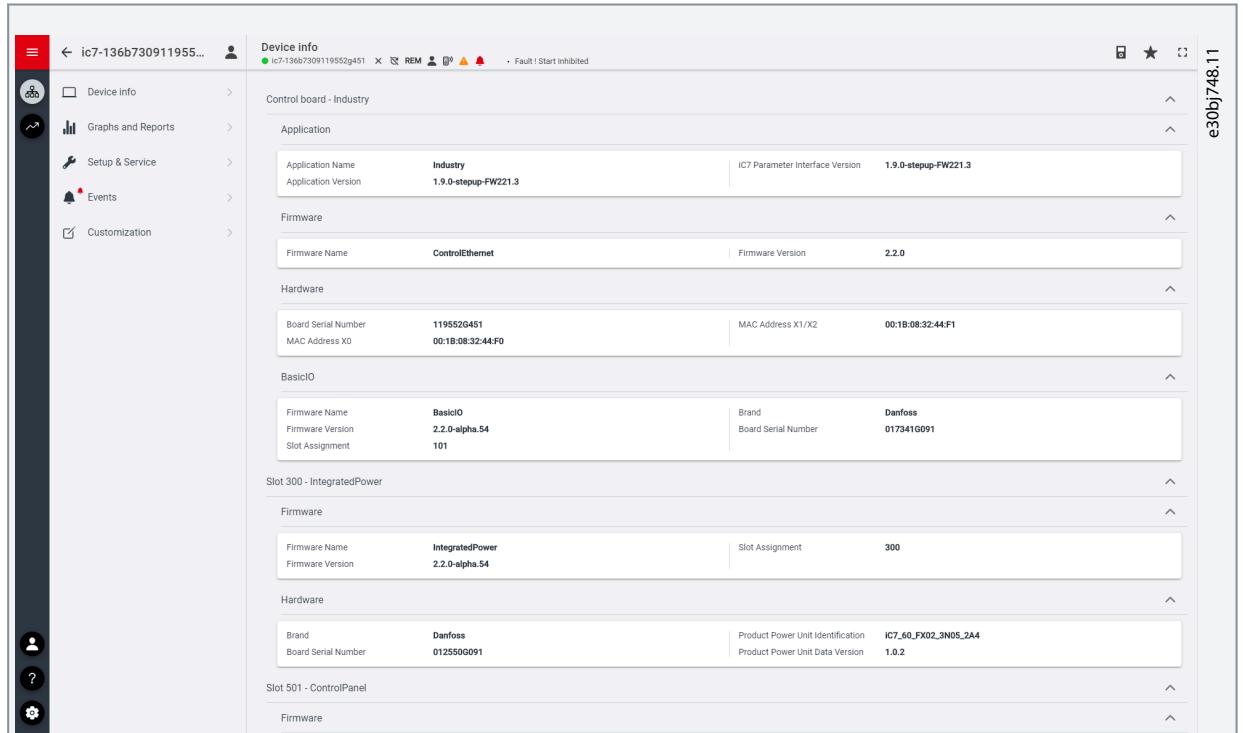 ic7-136b730911955...
Device info
ic7-136b7309119552g451 REM • Fault ! Start Inhibited
Device info
Graphs and Reports
Setup & Service
Events
Customization
Control board - Industry
Application
Application Name Industry iC7 Parameter Interface Version 1.9.0-stepup-FW221.3
Application Version 1.9.0-stepup-FW221.3
Firmware
Firmware Name ControlEthernet Firmware Version 2.2.0
Hardware
Board Serial Number 119552G451 MAC Address X1/X2 00:1B:08:32:44:F1
MAC Address X0 00:1B:08:32:44:F0
BasicIO
Firmware Name BasicIO Brand Danfoss
Firmware Version 2.2.0-alpha.54 Board Serial Number 017341G091
Slot Assignment 101
Slot 300 - IntegratedPower
Firmware
Firmware Name IntegratedPower Slot Assignment 300
Firmware Version 2.2.0-alpha.54
Hardware
Brand Danfoss Product Power Unit Identification iC7_60_FX02_3N05_2A4
Board Serial Number 012550G091 Product Power Unit Data Version 1.0.2
Slot 501 - ControlPanel
Firmware
e30bj748.11